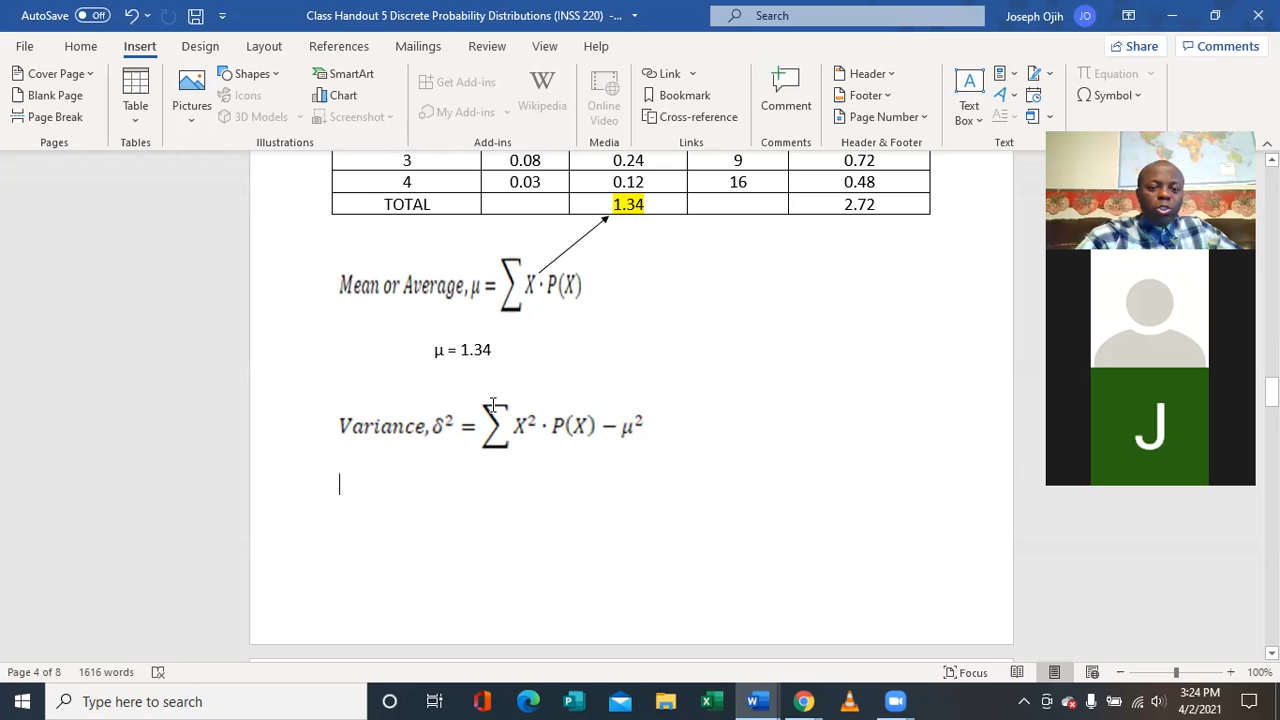 AutoSave Off Class Handout 5 Discrete Probability Distributions (INSS 220) -... Search Joseph Ojih JO
File Home Insert Design Layout References Mailings Review View Help Share Comments
Cover Page
Blank Page
Page Break
Pages
Table
Tables
Pictures
Shapes
Icons
3D Models
SmartArt
Chart
Screenshot
Illustrations
Get Add-ins
My Add-ins
Wikipedia
Add-ins
Online Video
Media
Link
Bookmark
Cross-reference
Links
Comment
Comments
Header
Footer
Page Number
Header & Footer
Text Box
Text
Equation
Symbol
Symbols
3 0.08 0.24 9 0.72
4 0.03 0.12 16 0.48
TOTAL 1.34 2.72
Mean or Average, μ = ∑ X · P(X)
μ = 1.34
Variance, δ² = ∑ X² · P(X) − μ²
J
Page 4 of 8 1616 words Focus 100%
Type here to search
3:24 PM
4/2/2021